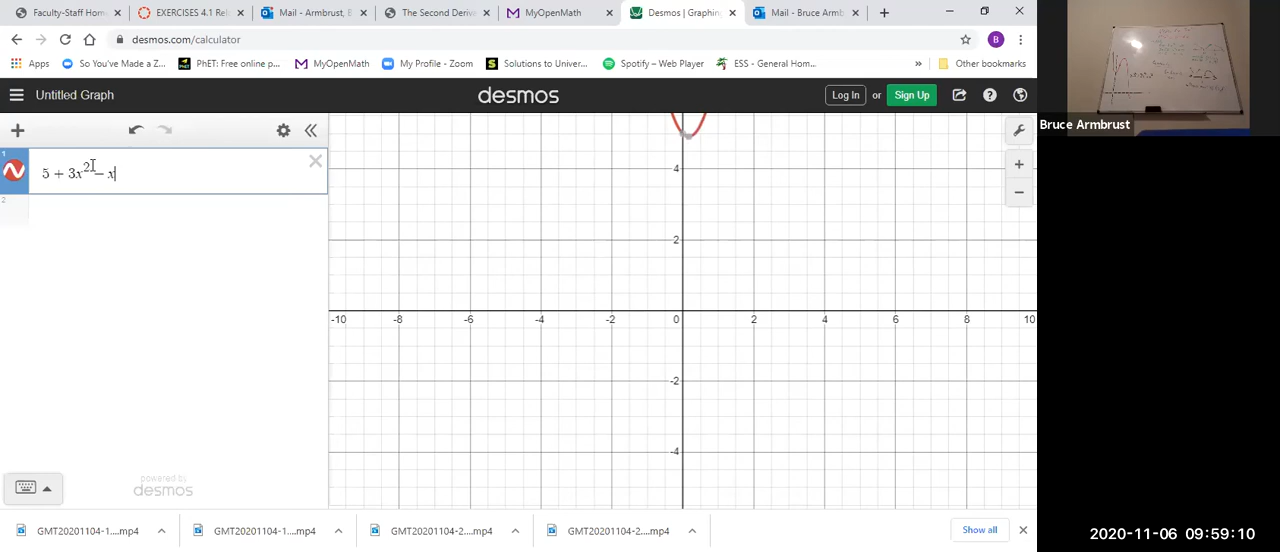 Faculty-Staff Hom
EXERCISES 4.1 Rel
Mail - Armbrust, B
The Second Derive
MyOpenMath
Desmos | Graphing
Mail - Bruce Armb
desmos.com/calculator
B
Apps
So You've Made a Z...
PhET: Free online p...
MyOpenMath
My Profile - Zoom
Solutions to Univer...
Spotify – Web Player
ESS - General Hom...
Other bookmarks
Untitled Graph
desmos
Log In
or
Sign Up
1
5 + 3x² − x
2
4
2
-10
-8
-6
-4
-2
0
2
4
6
8
10
-2
-4
powered by
desmos
GMT20201104-1....mp4
GMT20201104-1....mp4
GMT20201104-2....mp4
GMT20201104-2....mp4
Show all
Bruce Armbrust
2020-11-06 09:59:10